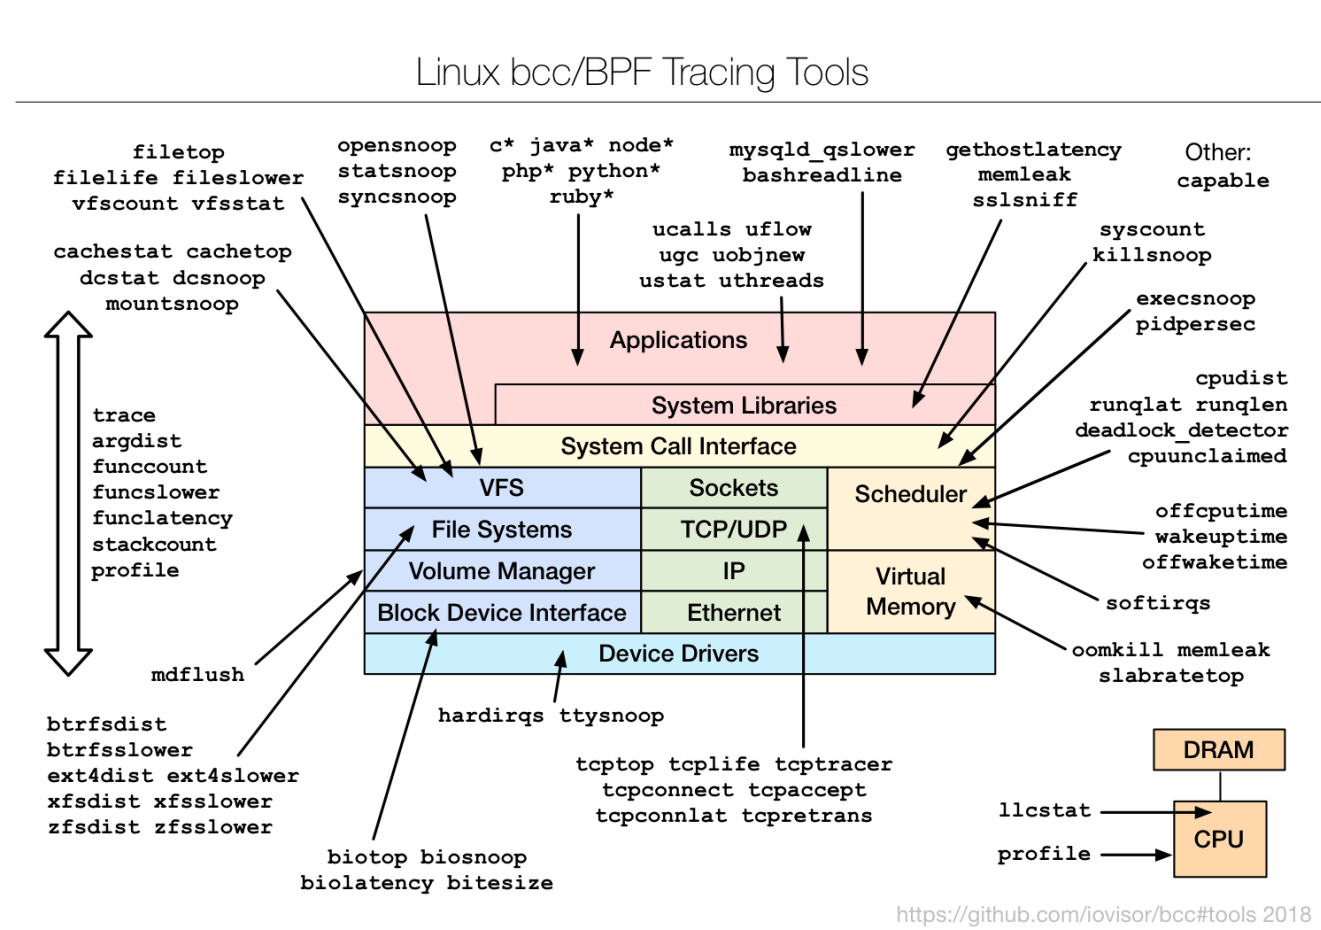 Linux bcc/BPF Tracing Tools
filetop
filelife fileslower
vfscount vfsstat
opensnoop
statsnoop
syncsnoop
c* java* node*
php* python*
ruby*
mysqld_qslower
bashreadline
gethostlatency
memleak
sslsniff
Other:
capable
cachestat cachetop
dcstat dcsnoop
mountsnoop
ucalls uflow
ugc uobjnew
ustat uthreads
syscount
killsnoop
execsnoop
pidpersec
trace
argdist
funccount
funcslower
funclatency
stackcount
profile
Applications
System Libraries
System Call Interface
VFS
File Systems
Volume Manager
Block Device Interface
Sockets
TCP/UDP
IP
Ethernet
Scheduler
Virtual
Memory
Device Drivers
cpudist
runqlat runqlen
deadlock_detector
cpuunclaimed
offcputime
wakeuptime
offwaketime
softirqs
oomkill memleak
slabratetop
mdflush
btrfsdist
btrfsslower
ext4dist ext4slower
xfsdist xfsslower
zfsdist zfsslower
hardirqs ttysnoop
biotop biosnoop
biolatency bitesize
tcptop tcplife tcptracer
tcpconnect tcpaccept
tcpconnlat tcpretrans
DRAM
llcstat
CPU
profile
https://github.com/iovisor/bcc#tools 2018